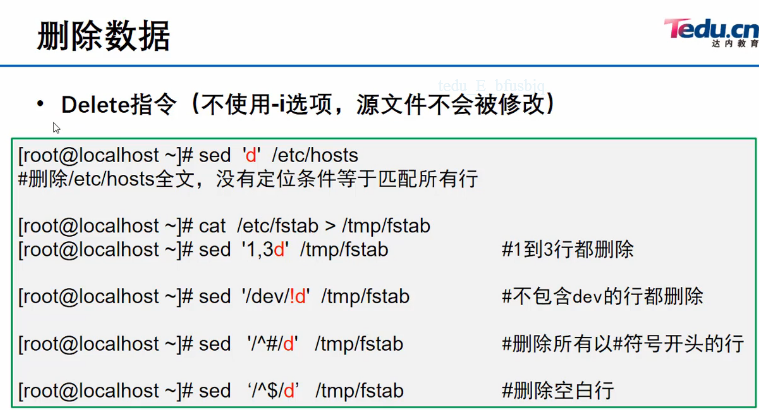 删除数据
Tedu.cn
达内教育
tedu_E_bfusbiq
• Delete指令（不使用-i选项，源文件不会被修改）
[root@localhost ~]# sed 'd' /etc/hosts
#删除/etc/hosts全文，没有定位条件等于匹配所有行
[root@localhost ~]# cat /etc/fstab > /tmp/fstab
[root@localhost ~]# sed '1,3d' /tmp/fstab #1到3行都删除
[root@localhost ~]# sed '/dev/!d' /tmp/fstab #不包含dev的行都删除
[root@localhost ~]# sed '/^#/d' /tmp/fstab #删除所有以#符号开头的行
[root@localhost ~]# sed ‘/^$/d’ /tmp/fstab #删除空白行